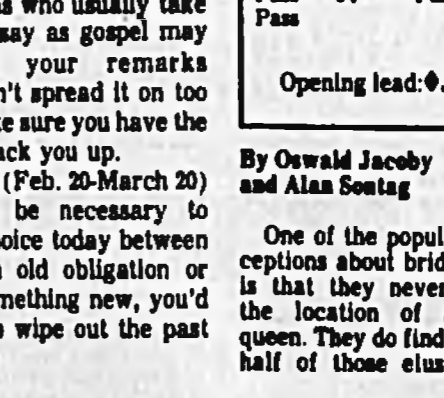 s who usually take
say as gospel may
your remarks
n't spread it on too
ke sure you have the
ack you up.
(Feb. 20-March 20)
be necessary to
oice today between
old obligation or
mething new, you'd
wipe out the past
Pass
Opening lead:♦.
By Oswald Jacoby
and Alan Sontag
One of the popul
ceptions about brid
is that they never
the location of
queen. They do find
half of those elus